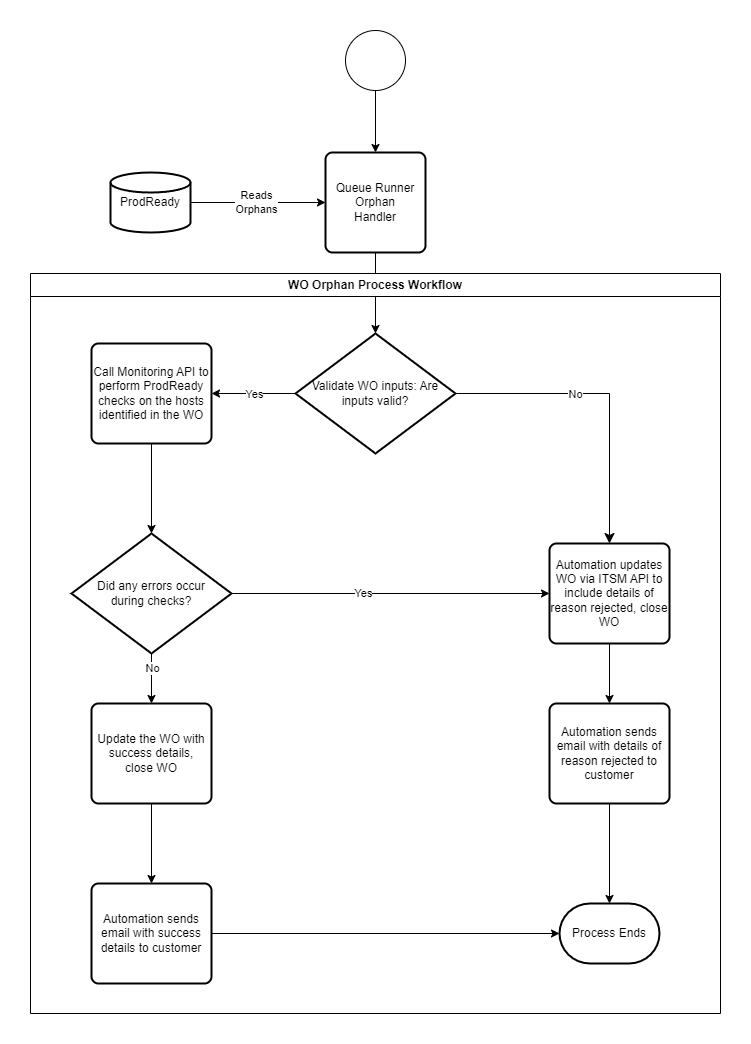 Queue Runner
Orphan
Handler
ProdReady
Reads
Orphans
WO Orphan Process Workflow
Call Monitoring API to
perform ProdReady
checks on the hosts
identified in the WO
Yes
Validate WO inputs: Are
inputs valid?
No
Did any errors occur
during checks?
Yes
Automation updates
WO via ITSM API to
include details of
reason rejected, close
WO
No
Update the WO with
success details,
close WO
Automation sends
email with details of
reason rejected to
customer
Automation sends
email with success
details to customer
Process Ends